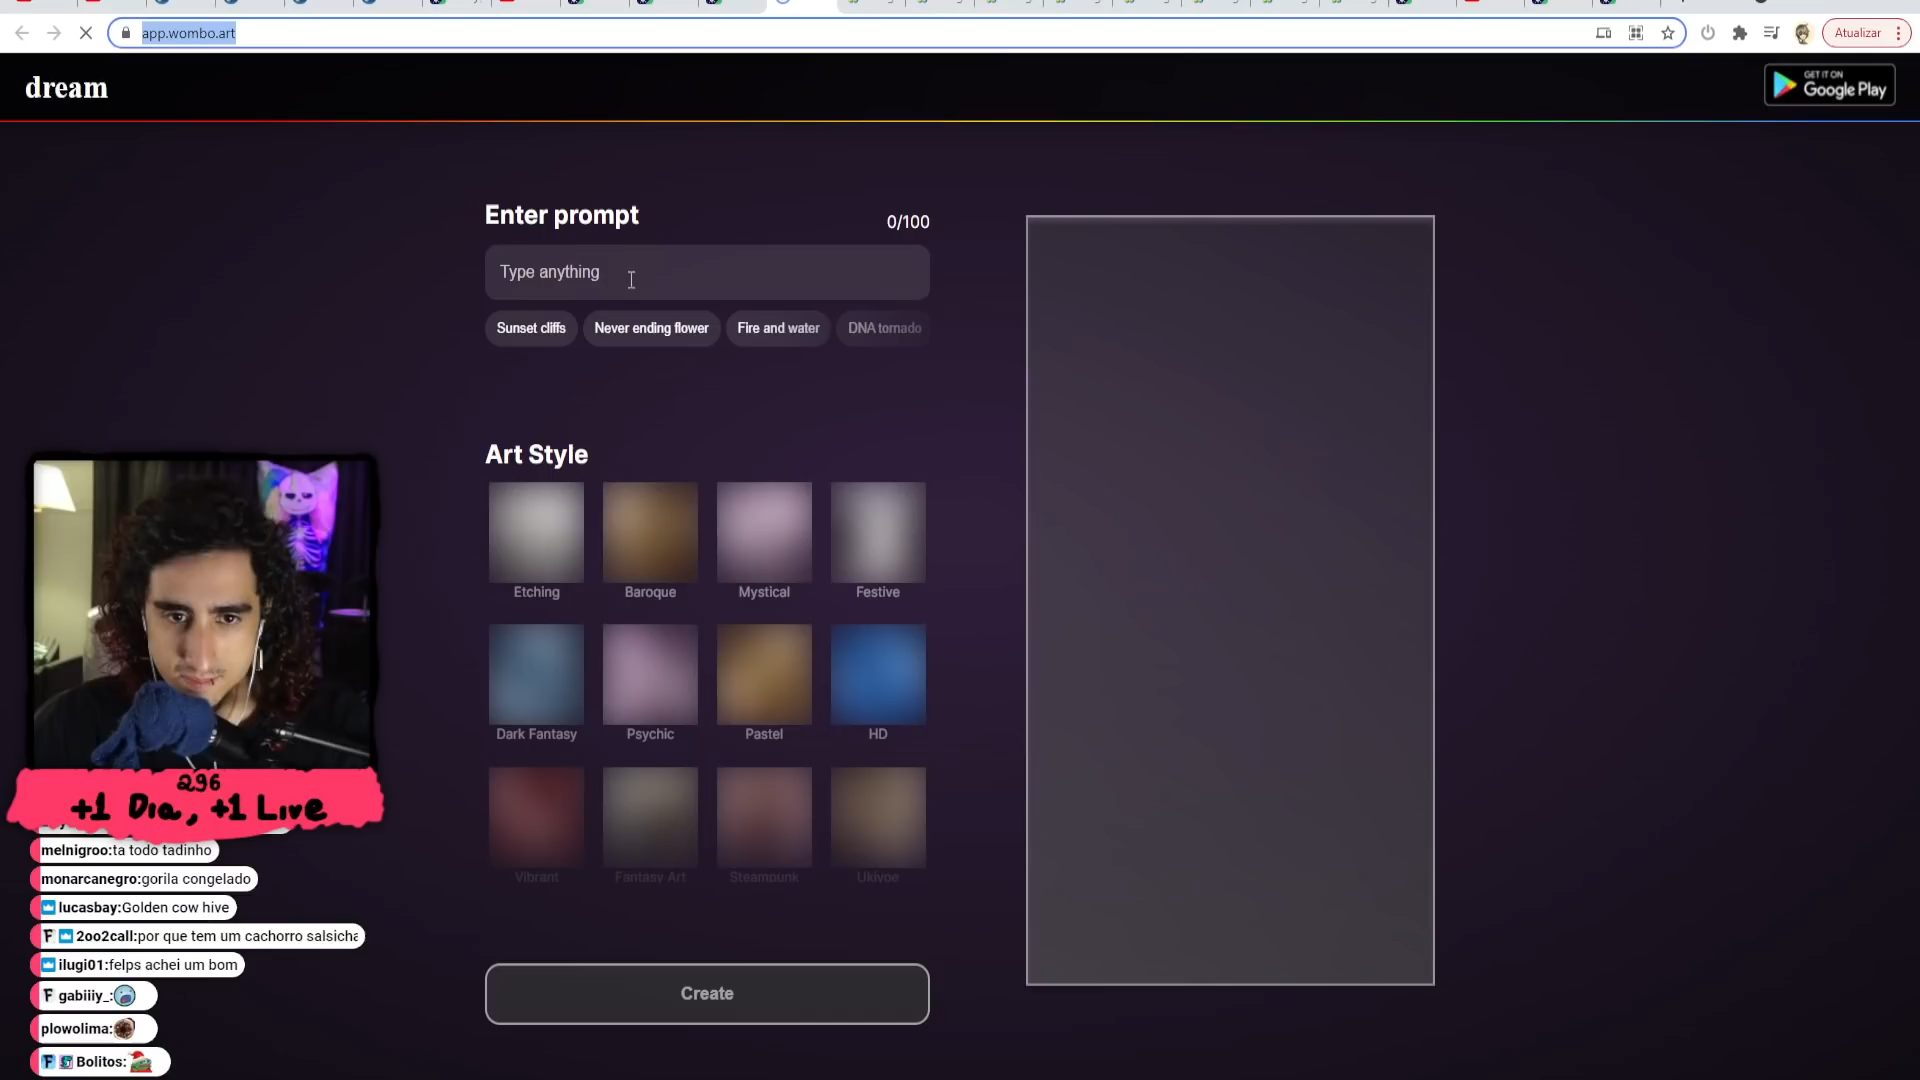 app.wombo.art
Atualizar
dream
GET IT ON
Google Play
Enter prompt
0/100
Type anything
Sunset cliffs
Never ending flower
Fire and water
DNA tornado
Art Style
Etching
Baroque
Mystical
Festive
Dark Fantasy
Psychic
Pastel
HD
Vibrant
Fantasy Art
Steampunk
Ukiyoe
Create
296
+1 Dia, +1 Live
melnigroo:ta todo tadinho
monarcanegro:gorila congelado
lucasbay:Golden cow hive
F 2oo2call:por que tem um cachorro salsicha
ilugi01:felps achei um bom
F gabiiiy_:
plowolima:
F Bolitos: